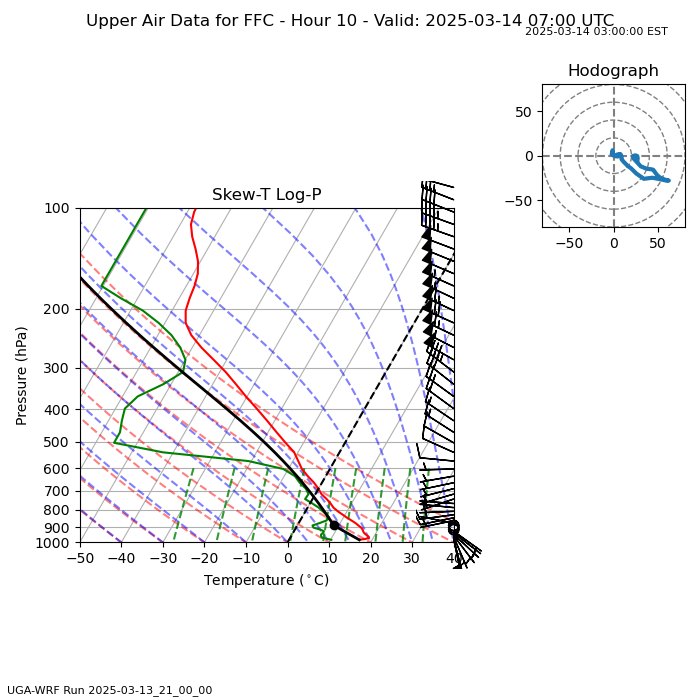 Upper Air Data for FFC - Hour 10 - Valid: 2025-03-14 07:00 UTC
2025-03-14 03:00:00 EST
Hodograph
50
0
−50
−50 0 50
Skew-T Log-P
100
200
300
400
500
600
700
800
900
1000
Pressure (hPa)
−50 −40 −30 −20 −10 0 10 20 30 40
Temperature (°C)
UGA-WRF Run 2025-03-13_21_00_00